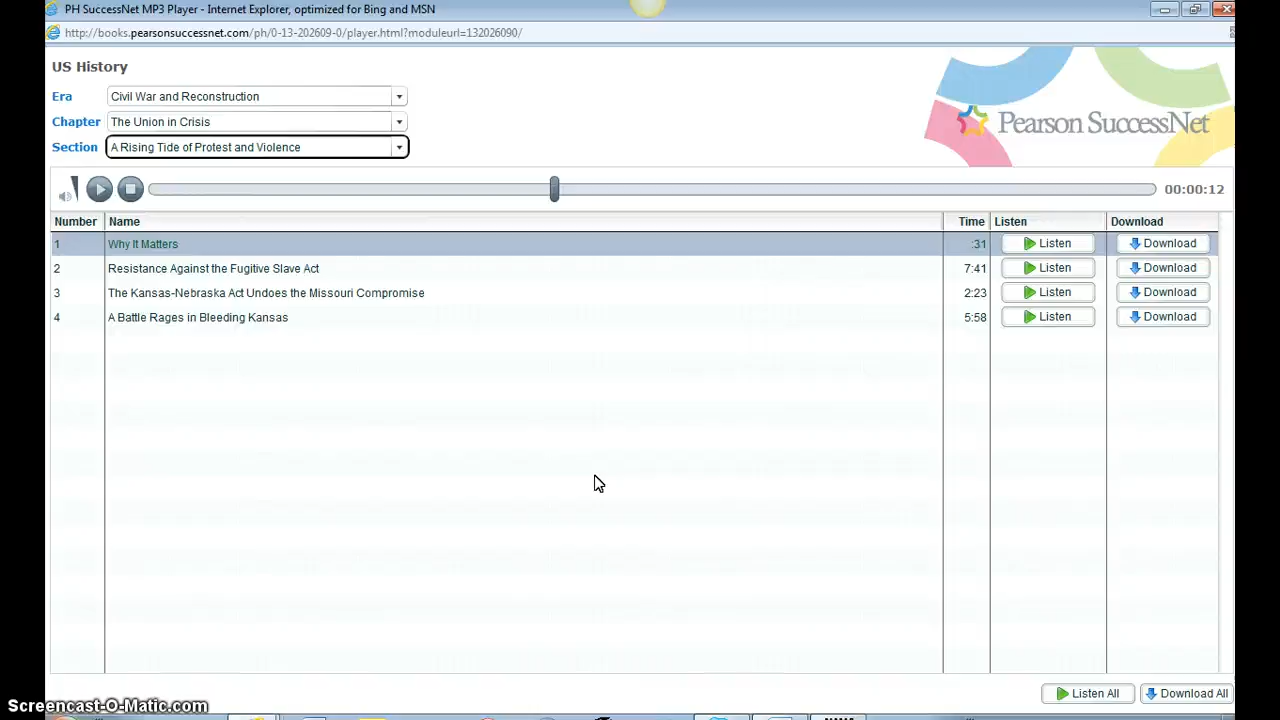 PH SuccessNet MP3 Player - Internet Explorer, optimized for Bing and MSN
http://books.pearsonsuccessnet.com/ph/0-13-202609-0/player.html?moduleurl=132026090/
US History
Era Civil War and Reconstruction
Chapter The Union in Crisis
Pearson SuccessNet
Section A Rising Tide of Protest and Violence
00:00:12
Number Name Time Listen Download
1 Why It Matters :31 Listen Download
2 Resistance Against the Fugitive Slave Act 7:41 Listen Download
3 The Kansas-Nebraska Act Undoes the Missouri Compromise 2:23 Listen Download
4 A Battle Rages in Bleeding Kansas 5:58 Listen Download
Listen All Download All
Screencast-O-Matic.com